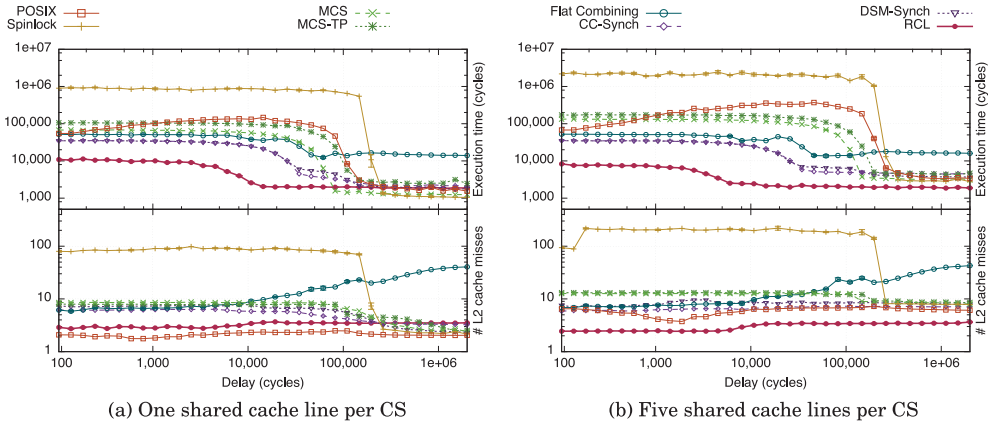 POSIX
Spinlock
MCS
MCS-TP
Flat Combining
CC-Synch
DSM-Synch
RCL
1e+07
1e+06
100,000
10,000
1,000
Execution time (cycles)
100
10
1
# L2 cache misses
100
1,000
10,000
100,000
1e+06
Delay (cycles)
(a) One shared cache line per CS
1e+07
1e+06
100,000
10,000
1,000
Execution time (cycles)
100
10
1
# L2 cache misses
100
1,000
10,000
100,000
1e+06
Delay (cycles)
(b) Five shared cache lines per CS